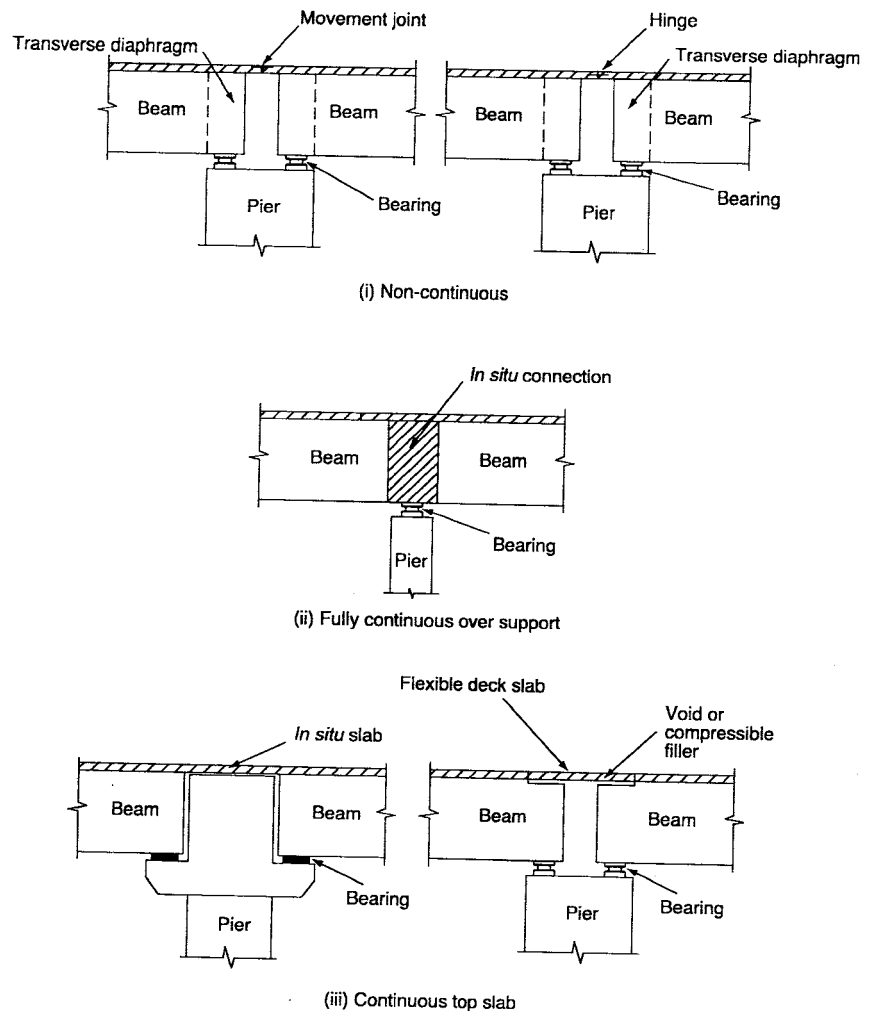 Movement joint
Hinge
Transverse diaphragm
Transverse diaphragm
Beam
Beam
Beam
Beam
Bearing
Bearing
Pier
Pier
(i) Non-continuous
In situ connection
Beam
Beam
Bearing
Pier
(ii) Fully continuous over support
Flexible deck slab
In situ slab
Void or
compressible
filler
Beam
Beam
Beam
Beam
Bearing
Bearing
Pier
Pier
(iii) Continuous top slab